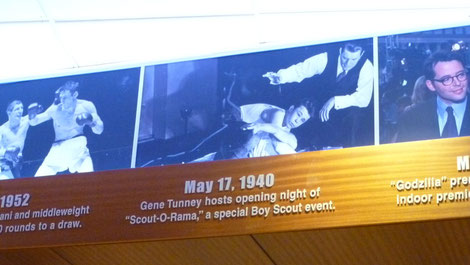 1952
ani and middleweight
0 rounds to a draw.
May 17, 1940
Gene Tunney hosts opening night of
"Scout-O-Rama," a special Boy Scout event.
M
"Godzilla" pre
Indoor premie